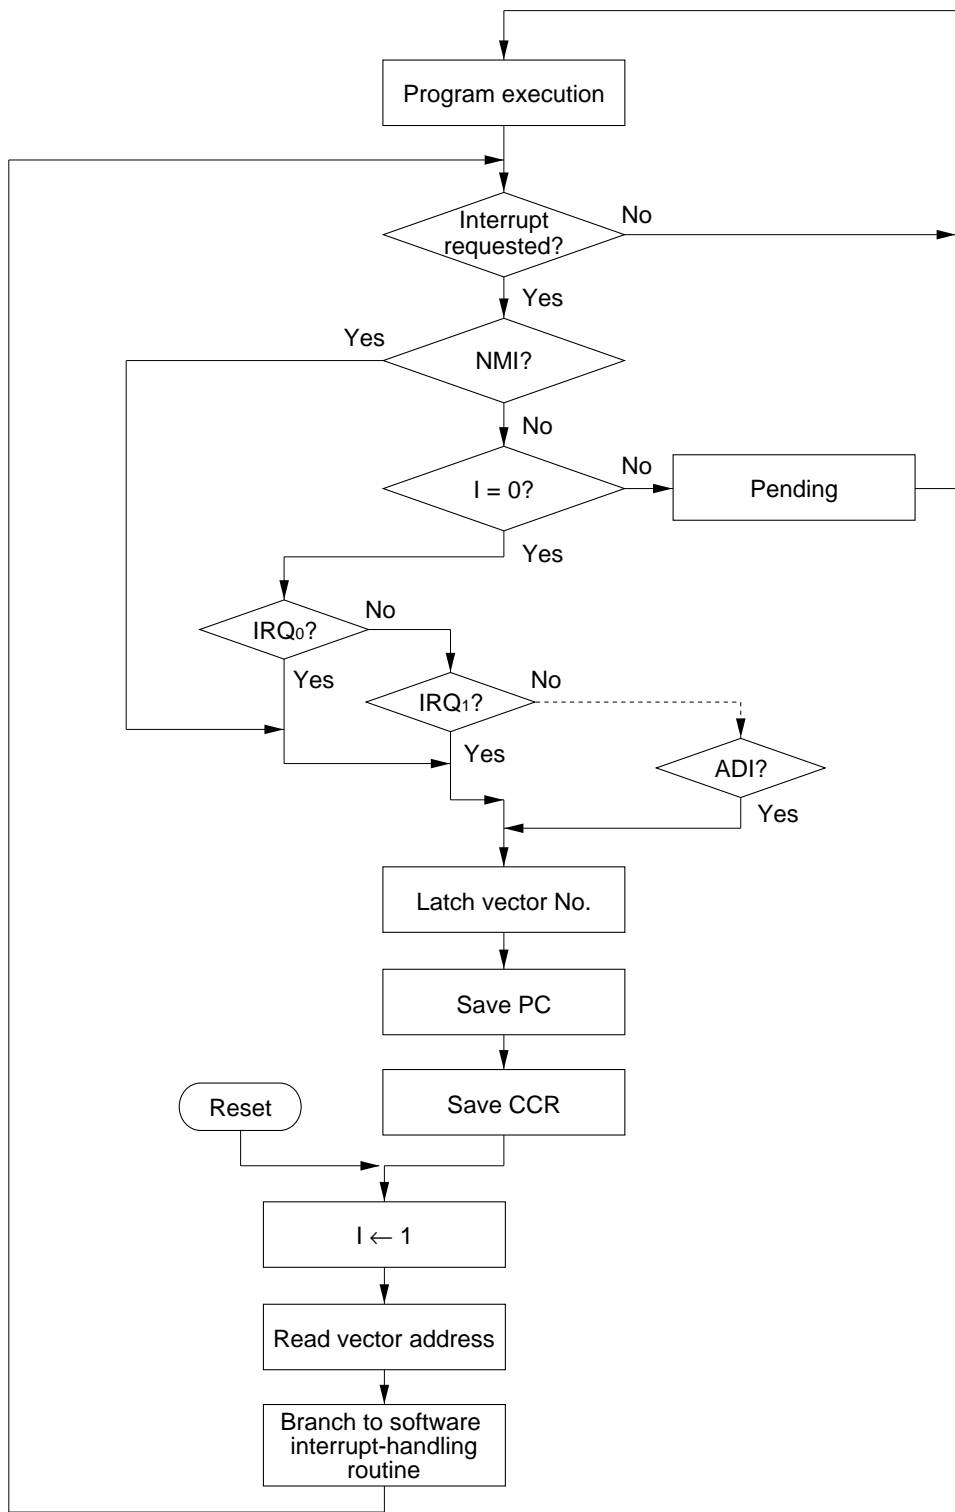 Program execution
Interrupt
requested?
No
Yes
Yes
NMI?
No
I = 0?
No
Pending
Yes
IRQ0?
No
Yes
IRQ1?
No
Yes
ADI?
Yes
Latch vector No.
Save PC
Save CCR
Reset
I ← 1
Read vector address
Branch to software
interrupt-handling
routine